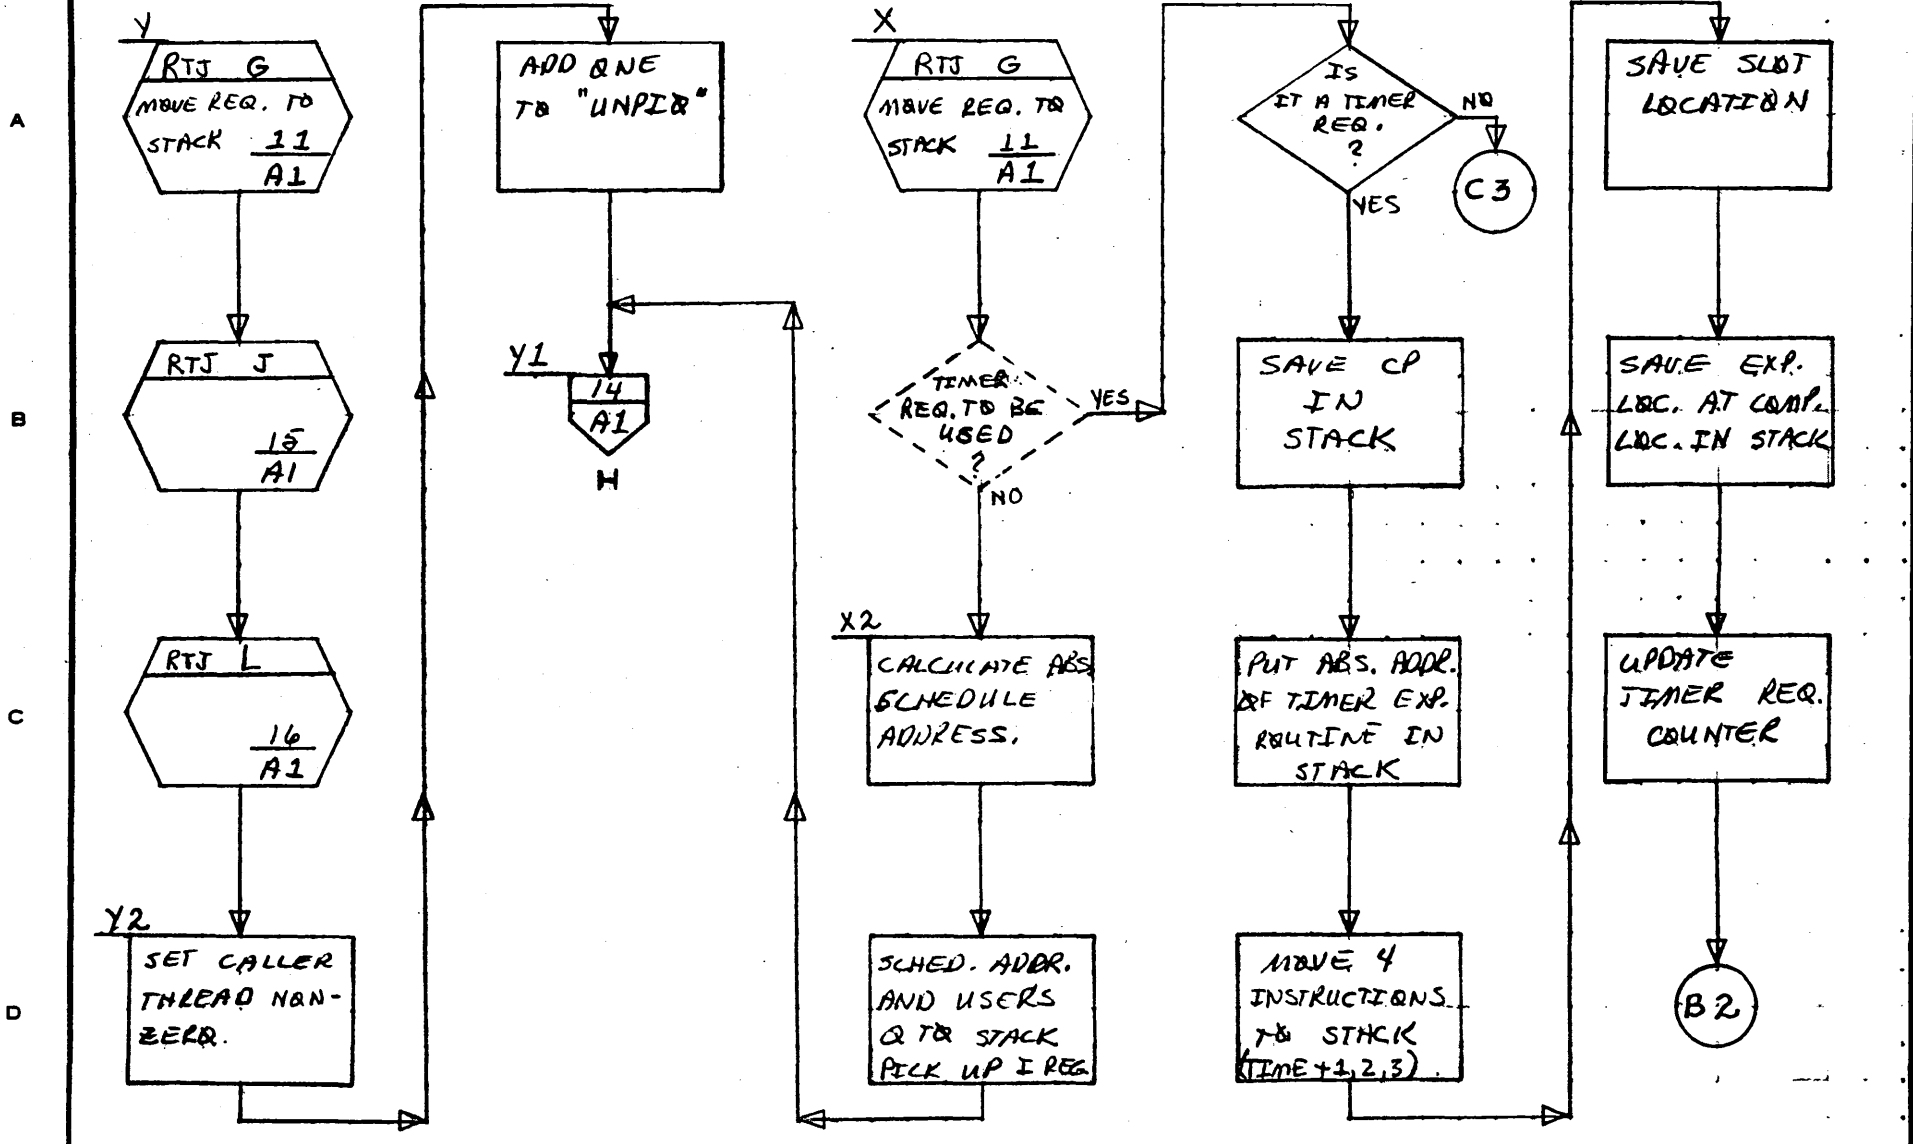 Y
RTJ G
MOVE REQ. TO
STACK 11
A1
RTJ J
15
A1
RTJ L
16
A1
Y2
SET CALLER
THREAD NON-
ZERO.
ADD ONE
TO "UNPIO"
Y1
14
A1
H
X
RTJ G
MOVE REQ. TO
STACK 11
A1
TIMER
REQ. TO BE
USED
?
YES
NO
X2
CALCULATE ABS
SCHEDULE
ADDRESS.
SCHED. ADDR.
AND USERS
Q TO STACK
PICK UP I REG
IS
IT A TIMER
REQ.
?
NO
C3
YES
SAVE CP
IN
STACK
PUT ABS. ADDR.
OF TIMER EXP.
ROUTINE IN
STACK
MOVE 4
INSTRUCTIONS
TO STACK
(TIME+1,2,3).
SAVE SLOT
LOCATION
SAVE EXP.
LOC. AT COMP.
LOC. IN STACK
UPDATE
TIMER REQ.
COUNTER
B2
A
B
C
D